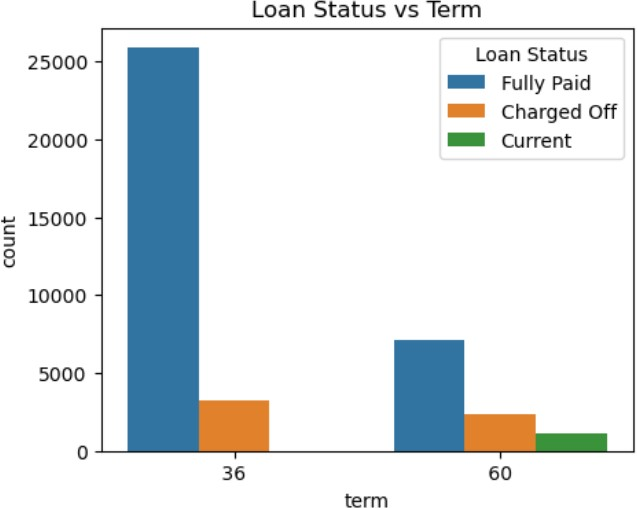 Loan Status vs Term
Loan Status
Fully Paid
Charged Off
Current
25000
20000
15000
10000
5000
0
count
36
60
term